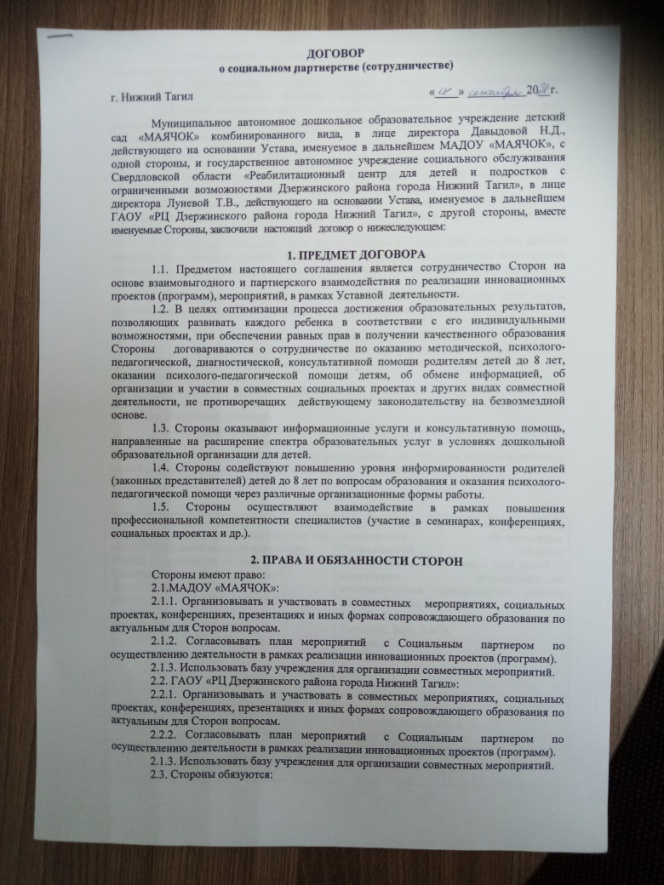 ДОГОВОР
о социальном партнерстве (сотрудничестве)
г. Нижний Тагил « » сентября 20 г.
Муниципальное автономное дошкольное образовательное учреждение детский
сад «МАЯЧОК» комбинированного вида, в лице директора Давыдовой Н.Д.,
действующего на основании Устава, именуемое в дальнейшем МАДОУ «МАЯЧОК», с
одной стороны, и государственное автономное учреждение социального обслуживания
Свердловской области «Реабилитационный центр для детей и подростков с
ограниченными возможностями Дзержинского района города Нижний Тагил», в лице
директора Луневой Т.В., действующего на основании Устава, именуемое в дальнейшем
ГАОУ «РЦ Дзержинского района города Нижний Тагил», с другой стороны, вместе
именуемые Стороны, заключили настоящий договор о нижеследующем:
1. ПРЕДМЕТ ДОГОВОРА
1.1. Предметом настоящего соглашения является сотрудничество Сторон на
основе взаимовыгодного и партнерского взаимодействия по реализации инновационных
проектов (программ), мероприятий, в рамках Уставной деятельности.
1.2. В целях оптимизации процесса достижения образовательных результатов,
позволяющих развивать каждого ребенка в соответствии с его индивидуальными
возможностями, при обеспечении равных прав в получении качественного образования
Стороны договариваются о сотрудничестве по оказанию методической, психолого-
педагогической, диагностической, консультативной помощи родителям детей до 8 лет,
оказании психолого-педагогической помощи детям, об обмене информацией, об
организации и участии в совместных социальных проектах и других видах совместной
деятельности, не противоречащих действующему законодательству на безвозмездной
основе.
1.3. Стороны оказывают информационные услуги и консультативную помощь,
направленные на расширение спектра образовательных услуг в условиях дошкольной
образовательной организации для детей.
1.4. Стороны содействуют повышению уровня информированности родителей
(законных представителей) детей до 8 лет по вопросам образования и оказания психолого-
педагогической помощи через различные организационные формы работы.
1.5. Стороны осуществляют взаимодействие в рамках повышения
профессиональной компетентности специалистов (участие в семинарах, конференциях,
социальных проектах и др.).
2. ПРАВА И ОБЯЗАННОСТИ СТОРОН
Стороны имеют право:
2.1.МАДОУ «МАЯЧОК»:
2.1.1. Организовывать и участвовать в совместных мероприятиях, социальных
проектах, конференциях, презентациях и иных формах сопровождающего образования по
актуальным для Сторон вопросам.
2.1.2. Согласовывать план мероприятий с Социальным партнером по
осуществлению деятельности в рамках реализации инновационных проектов (программ).
2.1.3. Использовать базу учреждения для организации совместных мероприятий.
2.2. ГАОУ «РЦ Дзержинского района города Нижний Тагил»:
2.2.1. Организовывать и участвовать в совместных мероприятиях, социальных
проектах, конференциях, презентациях и иных формах сопровождающего образования по
актуальным для Сторон вопросам.
2.2.2. Согласовывать план мероприятий с Социальным партнером по
осуществлению деятельности в рамках реализации инновационных проектов (программ).
2.1.3. Использовать базу учреждения для организации совместных мероприятий.
2.3. Стороны обязуются: